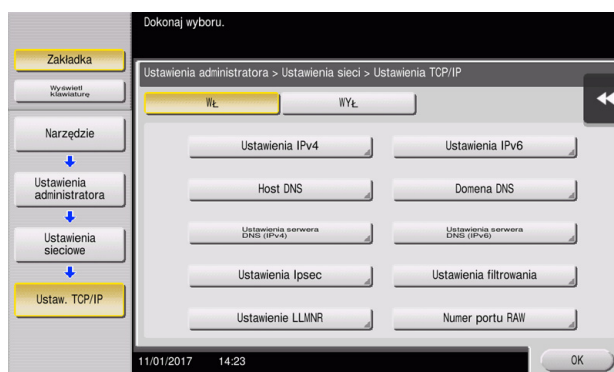 Dokonaj wyboru.
Zakładka
Wyświetl
klawiaturę
Narzędzie
Ustawienia
administratora
Ustawienia
sieciowe
Ustaw. TCP/IP
Ustawienia administratora > Ustawienia sieci > Ustawienia TCP/IP
WŁ WYŁ
Ustawienia IPv4 Ustawienia IPv6
Host DNS Domena DNS
Ustawienia serwera
DNS (IPv4)
Ustawienia serwera
DNS (IPv6)
Ustawienia Ipsec Ustawienia filtrowania
Ustawienie LLMNR Numer portu RAW
11/01/2017 14:23
OK